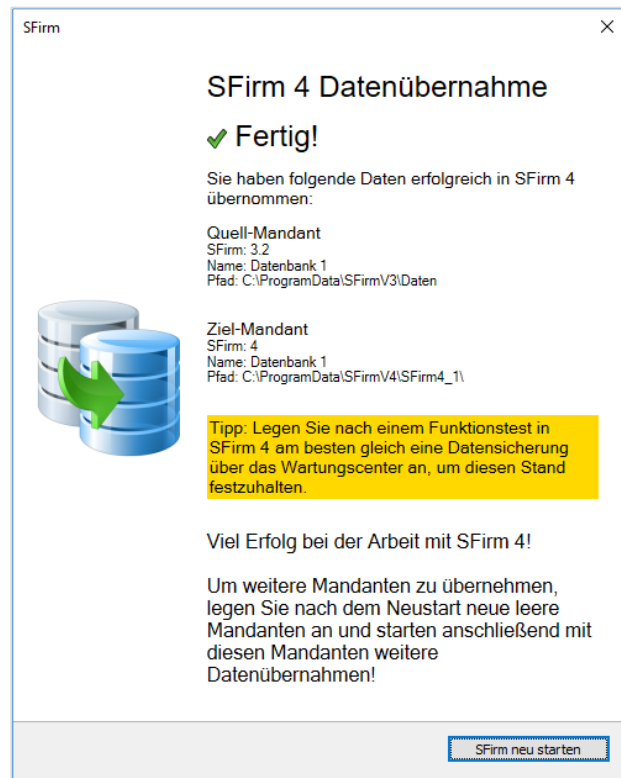 SFirm
SFirm 4 Datenübernahme
Fertig!
Sie haben folgende Daten erfolgreich in SFirm 4
übernommen:
Quell-Mandant
SFirm: 3.2
Name: Datenbank 1
Pfad: C:\ProgramData\SFirmV3\Daten
Ziel-Mandant
SFirm: 4
Name: Datenbank 1
Pfad: C:\ProgramData\SFirmV4\SFirm4_1\
Tipp: Legen Sie nach einem Funktionstest in
SFirm 4 am besten gleich eine Datensicherung
über das Wartungscenter an, um diesen Stand
festzuhalten.
Viel Erfolg bei der Arbeit mit SFirm 4!
Um weitere Mandanten zu übernehmen,
legen Sie nach dem Neustart neue leere
Mandanten an und starten anschließend mit
diesen Mandanten weitere
Datenübernahmen!
SFirm neu starten